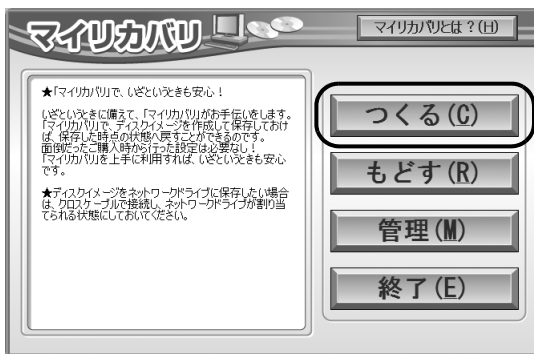 マイリカバリ
マイリカバリとは？(H)
★「マイリカバリ」で、いざというときも安心！
いざというときに備えて、「マイリカバリ」がお手伝いをします。
「マイリカバリ」で、ディスクイメージを作成して保存しておけ
ば、保存した時点の状態へ戻すことができるのです。
面倒だったご購入時から行った設定は必要なし！
「マイリカバリ」を上手に利用すれば、いざというときも安心
です。
★ディスクイメージをネットワークドライブに保存したい場合
は、クロスケーブルで接続し、ネットワークドライブが割り当
てられる状態にしておいてください。
つくる(C)
もどす(R)
管理(M)
終了(E)